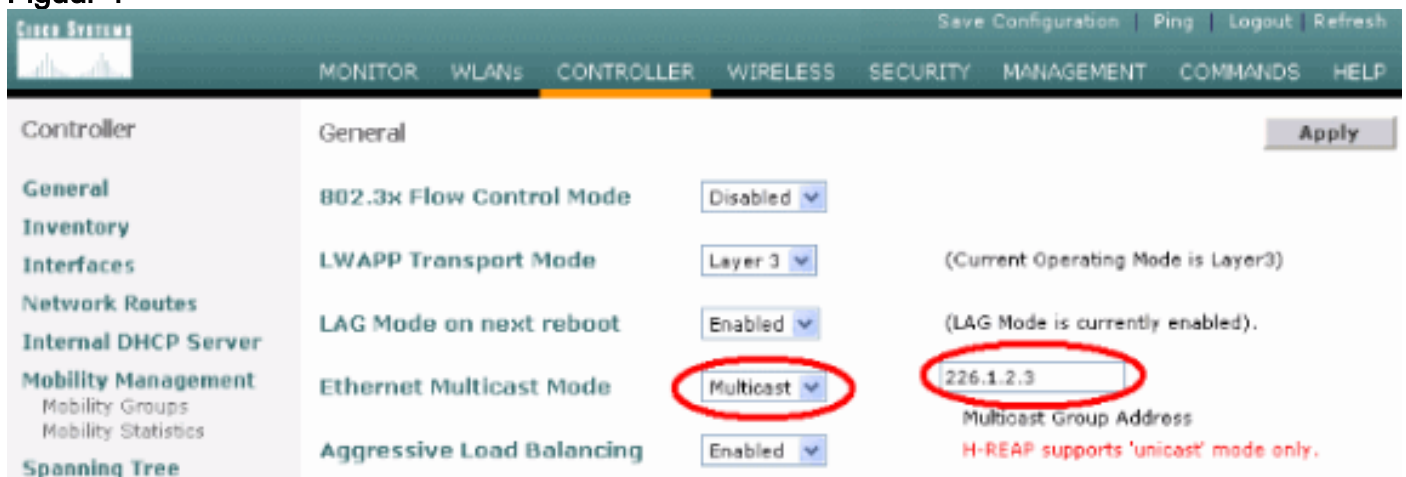 Save Configuration | Ping | Logout | Refresh
CISCO SYSTEMS
MONITOR WLANs CONTROLLER WIRELESS SECURITY MANAGEMENT COMMANDS HELP
Controller
General
Inventory
Interfaces
Network Routes
Internal DHCP Server
Mobility Management
Mobility Groups
Mobility Statistics
Spanning Tree
General
Apply
802.3x Flow Control Mode Disabled
LWAPP Transport Mode Layer 3 (Current Operating Mode is Layer3)
LAG Mode on next reboot Enabled (LAG Mode is currently enabled).
Ethernet Multicast Mode Multicast 226.1.2.3
Multicast Group Address
Aggressive Load Balancing Enabled H-REAP supports 'unicast' mode only.